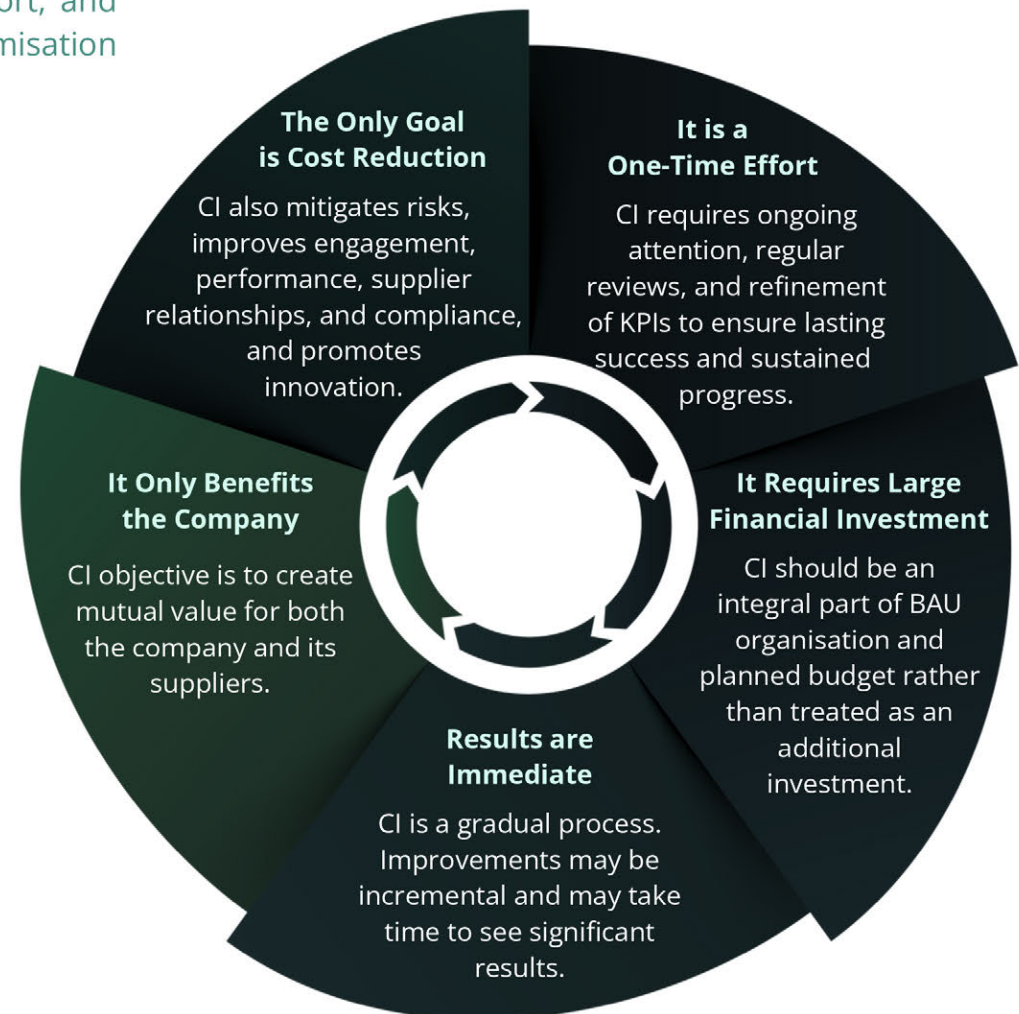 The Only Goal
is Cost Reduction
CI also mitigates risks,
improves engagement,
performance, supplier
relationships, and compliance,
and promotes
innovation.
It is a
One-Time Effort
CI requires ongoing
attention, regular
reviews, and refinement
of KPIs to ensure lasting
success and sustained
progress.
It Requires Large
Financial Investment
CI should be an
integral part of BAU
organisation and
planned budget rather
than treated as an
additional
investment.
Results are
Immediate
CI is a gradual process.
Improvements may be
incremental and may take
time to see significant
results.
It Only Benefits
the Company
CI objective is to create
mutual value for both
the company and its
suppliers.